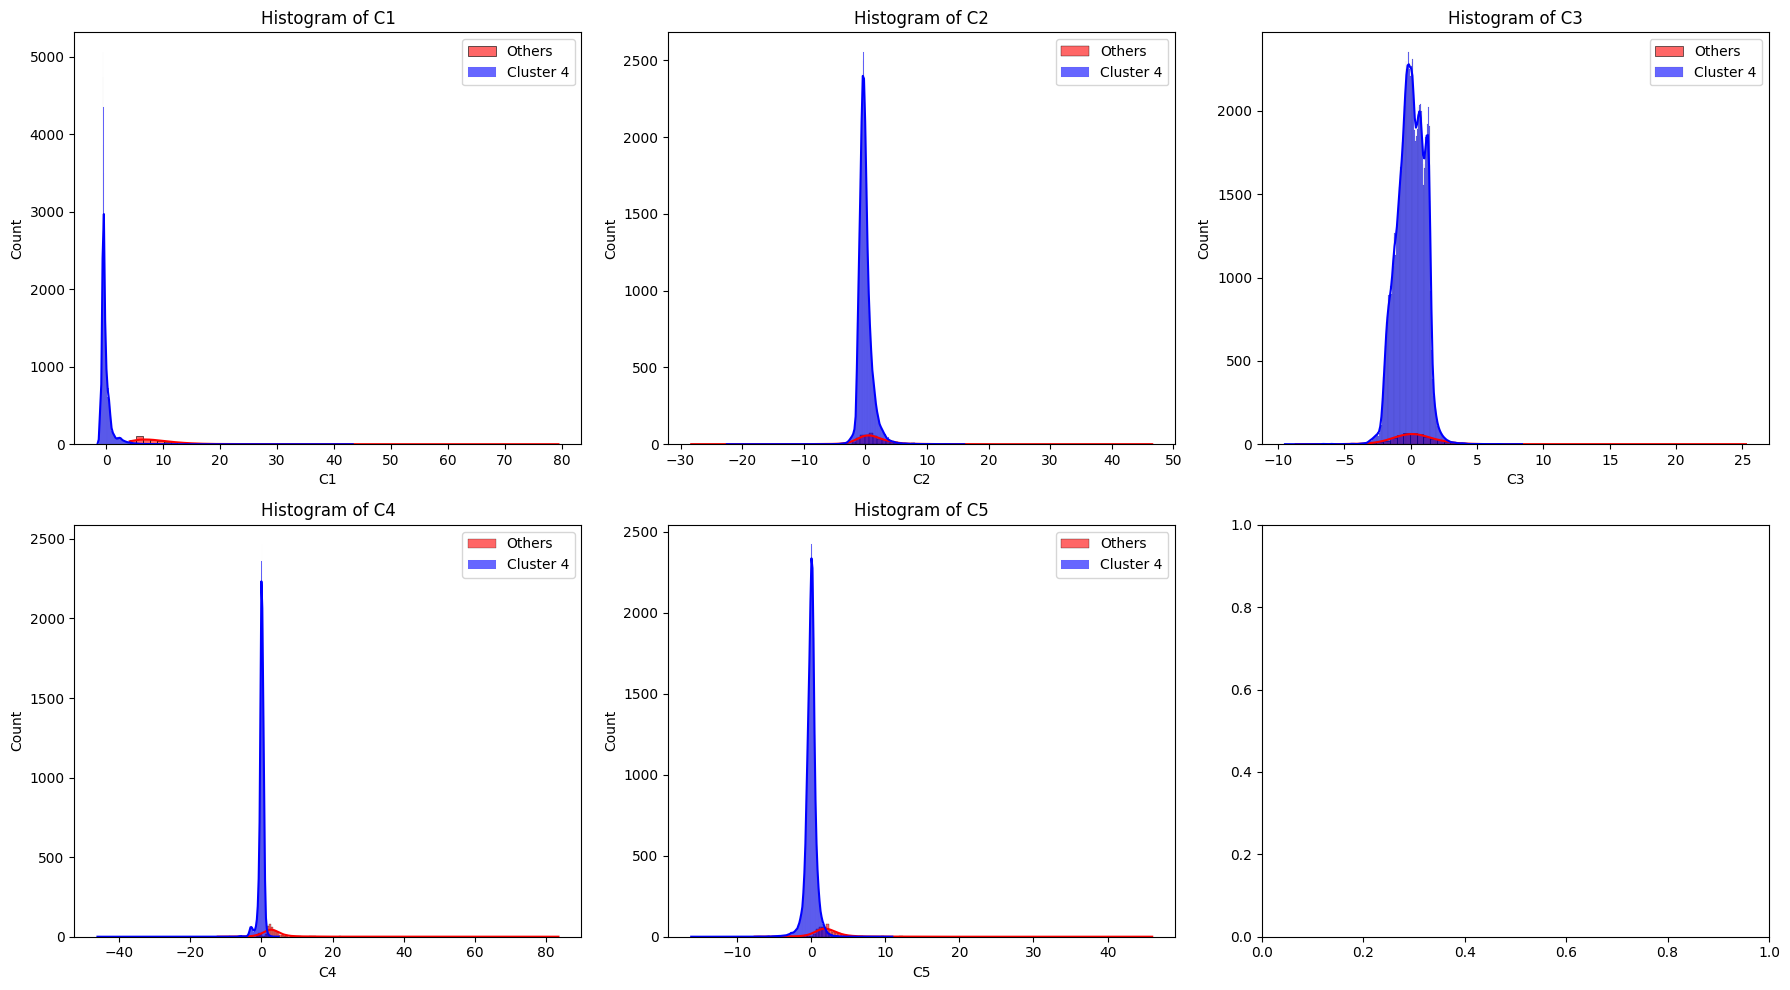 Histogram of C1
5000
4000
3000
2000
1000
0
Count
0 10 20 30 40 50 60 70 80
C1
Others
Cluster 4
Histogram of C2
2500
2000
1500
1000
500
0
Count
−30 −20 −10 0 10 20 30 40 50
C2
Others
Cluster 4
Histogram of C3
2000
1500
1000
500
0
Count
−10 −5 0 5 10 15 20 25
C3
Others
Cluster 4
Histogram of C4
2500
2000
1500
1000
500
0
Count
−40 −20 0 20 40 60 80
C4
Others
Cluster 4
Histogram of C5
2500
2000
1500
1000
500
0
Count
−10 0 10 20 30 40
C5
Others
Cluster 4
1.0
0.8
0.6
0.4
0.2
0.0
0.0 0.2 0.4 0.6 0.8 1.0